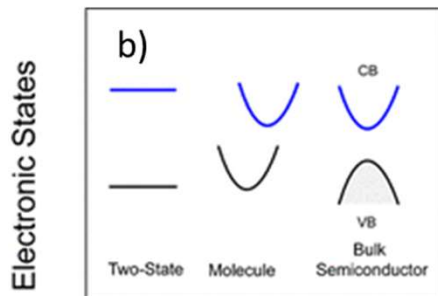 Electronic States
b)
CB
VB
Two-State
Molecule
Bulk
Semiconductor